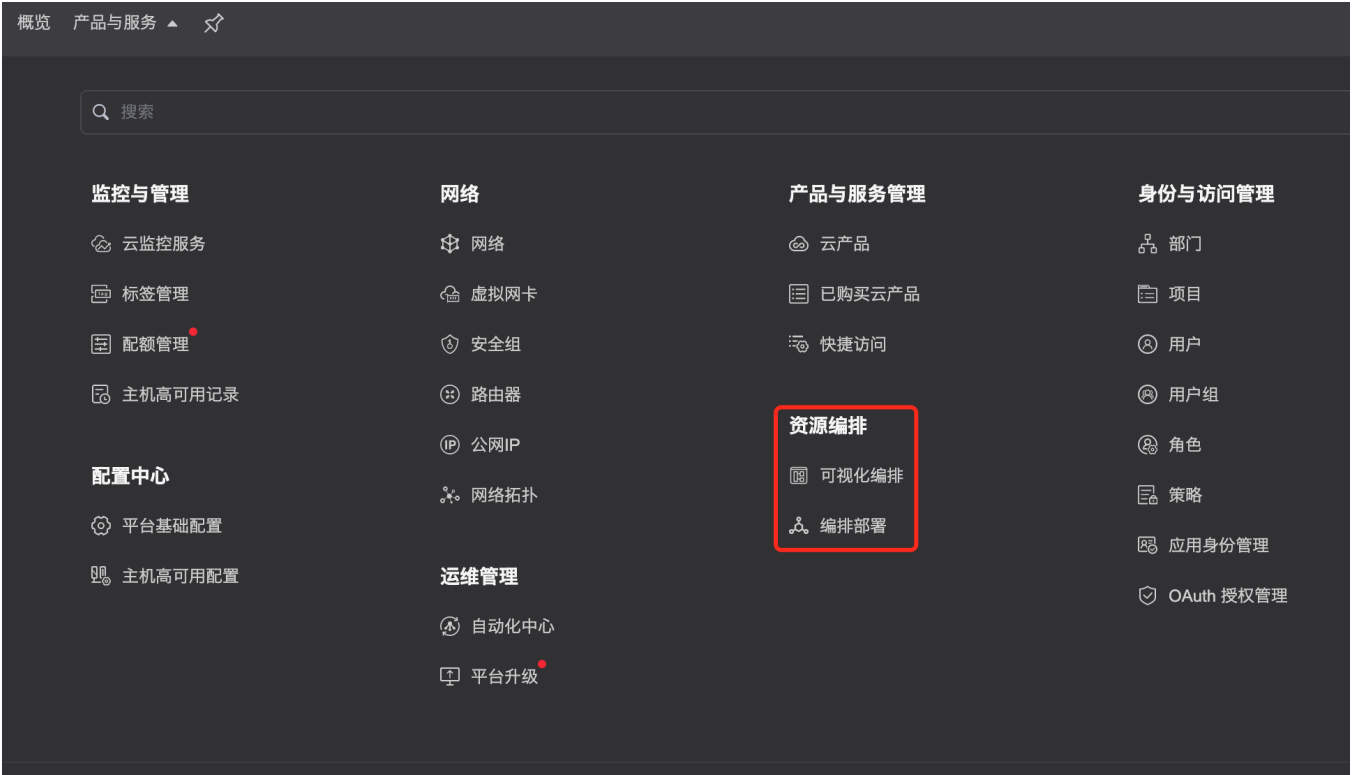 概览 产品与服务
搜索
监控与管理
云监控服务
标签管理
配额管理
主机高可用记录
配置中心
平台基础配置
主机高可用配置
网络
网络
虚拟网卡
安全组
路由器
IP 公网IP
网络拓扑
运维管理
自动化中心
平台升级
产品与服务管理
云产品
已购买云产品
快捷访问
资源编排
可视化编排
编排部署
身份与访问管理
部门
项目
用户
用户组
角色
策略
应用身份管理
OAuth 授权管理